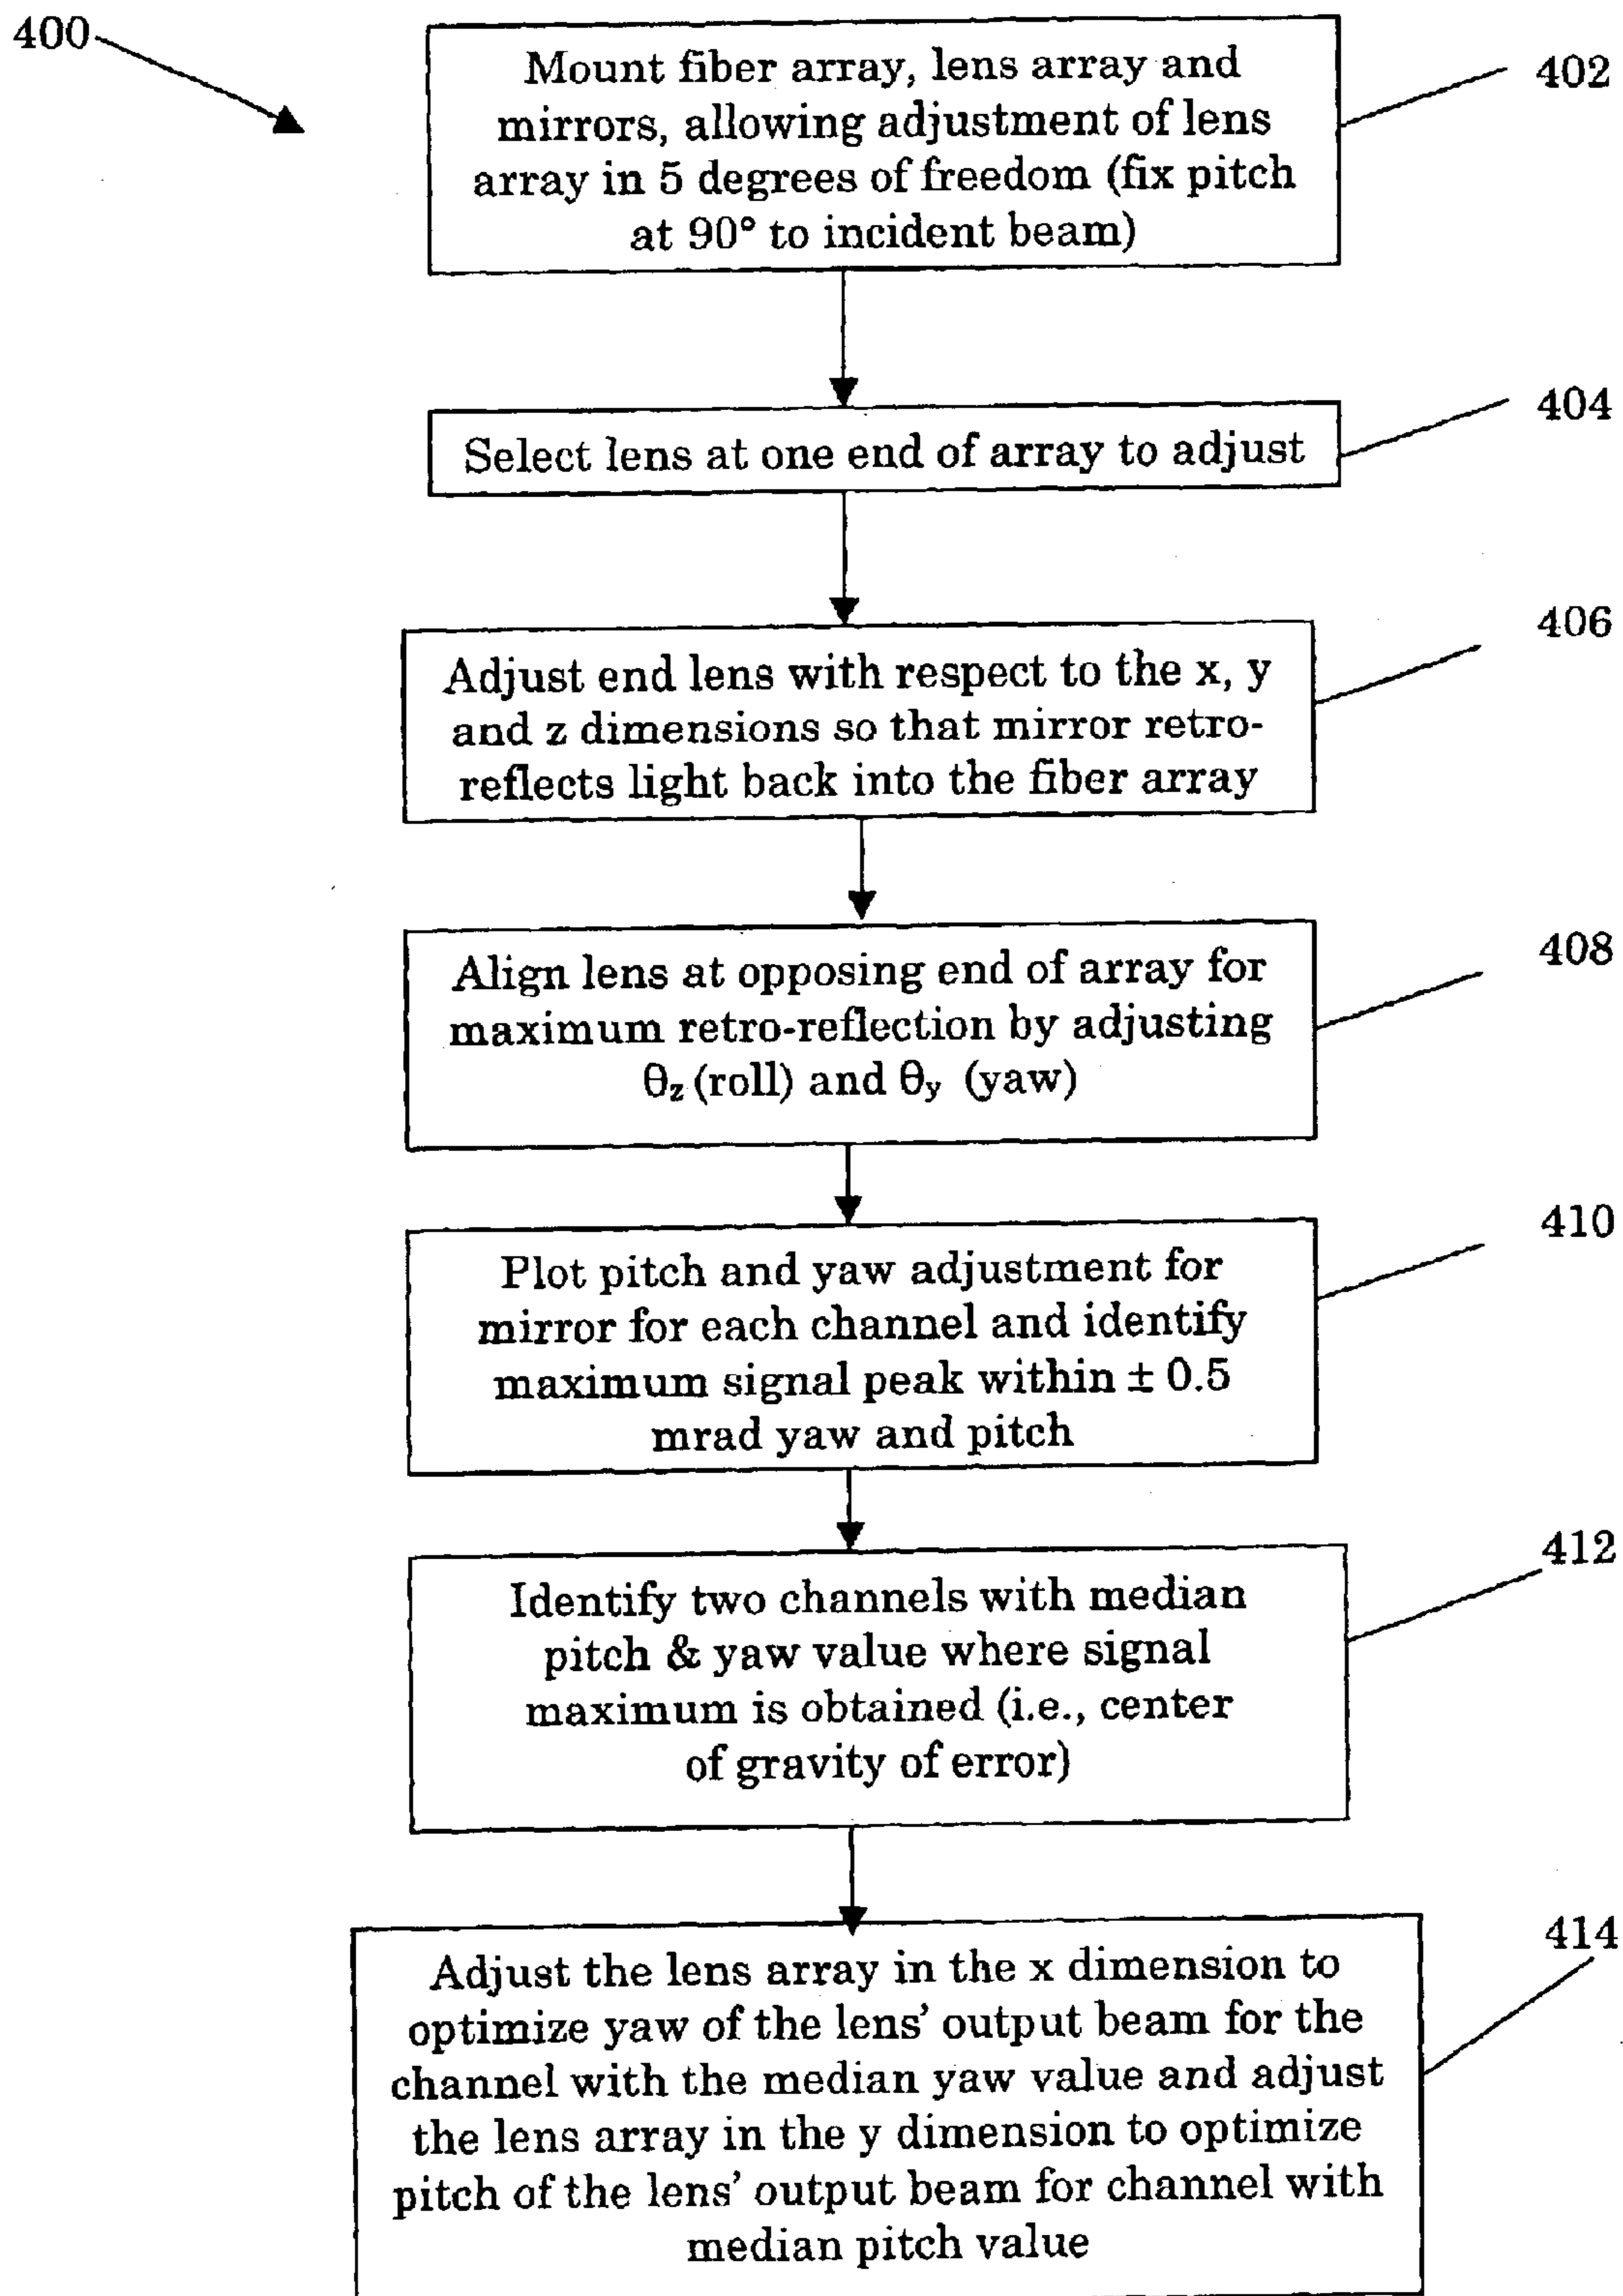 400
Mount fiber array, lens array and
mirrors, allowing adjustment of lens
array in 5 degrees of freedom (fix pitch
at 90° to incident beam)
402
Select lens at one end of array to adjust
404
Adjust end lens with respect to the x, y
and z dimensions so that mirror retro-
reflects light back into the fiber array
406
Align lens at opposing end of array for
maximum retro-reflection by adjusting
θz (roll) and θy (yaw)
408
Plot pitch and yaw adjustment for
mirror for each channel and identify
maximum signal peak within ± 0.5
mrad yaw and pitch
410
Identify two channels with median
pitch & yaw value where signal
maximum is obtained (i.e., center
of gravity of error)
412
Adjust the lens array in the x dimension to
optimize yaw of the lens' output beam for the
channel with the median yaw value and adjust
the lens array in the y dimension to optimize
pitch of the lens' output beam for channel with
median pitch value
414